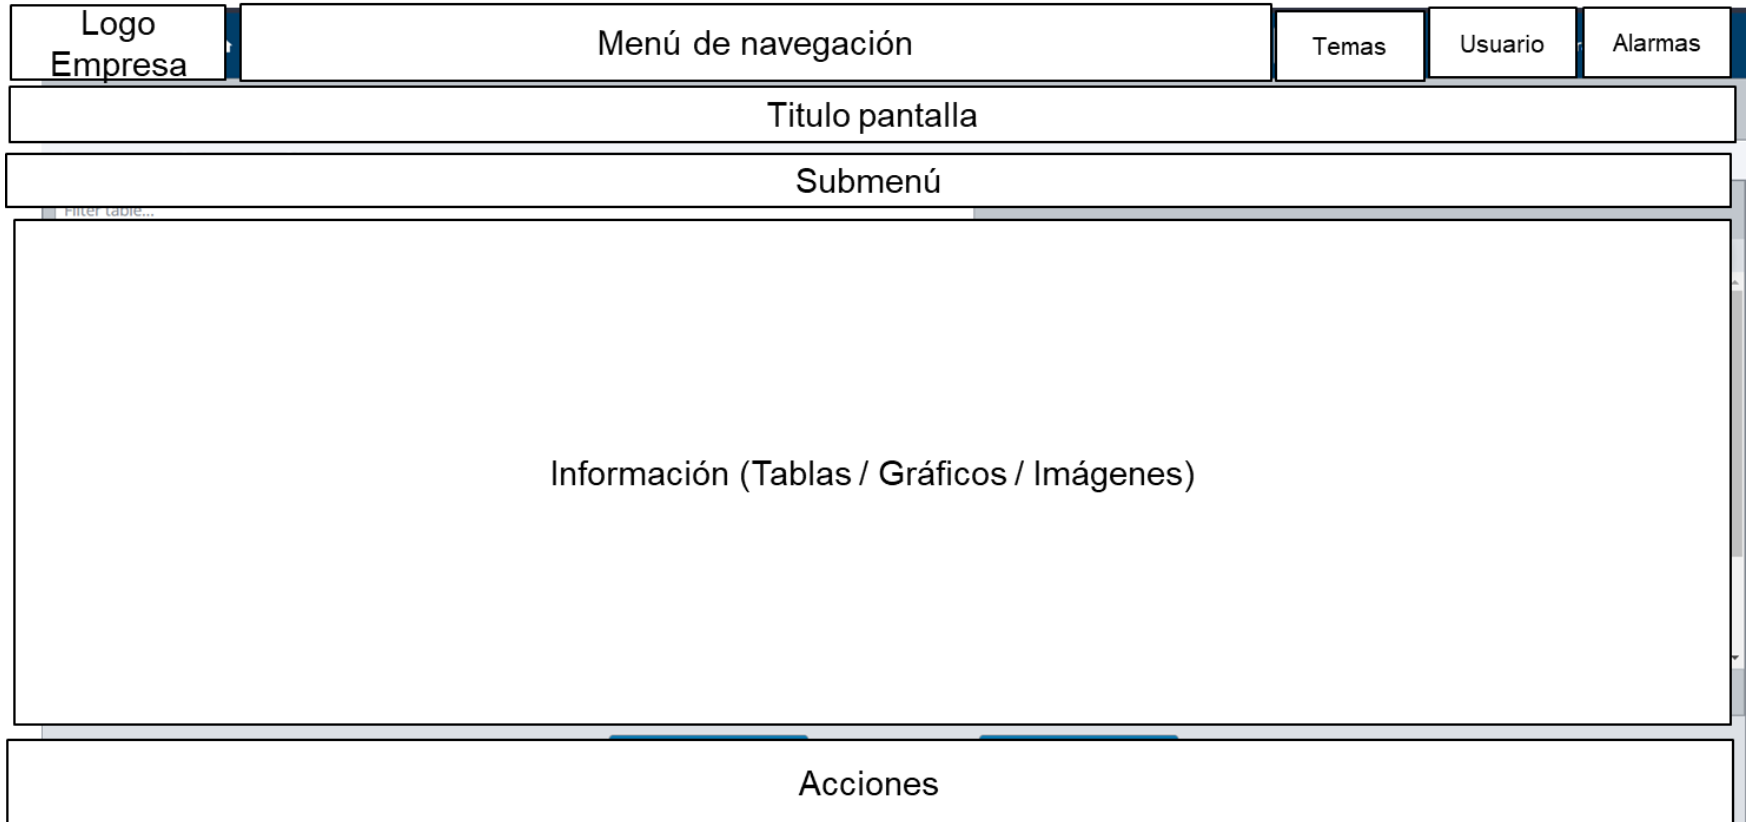 Logo
Empresa
Menú de navegación
Temas
Usuario
Alarmas
Titulo pantalla
Submenú
Filter table...
Información (Tablas / Gráficos / Imágenes)
Acciones